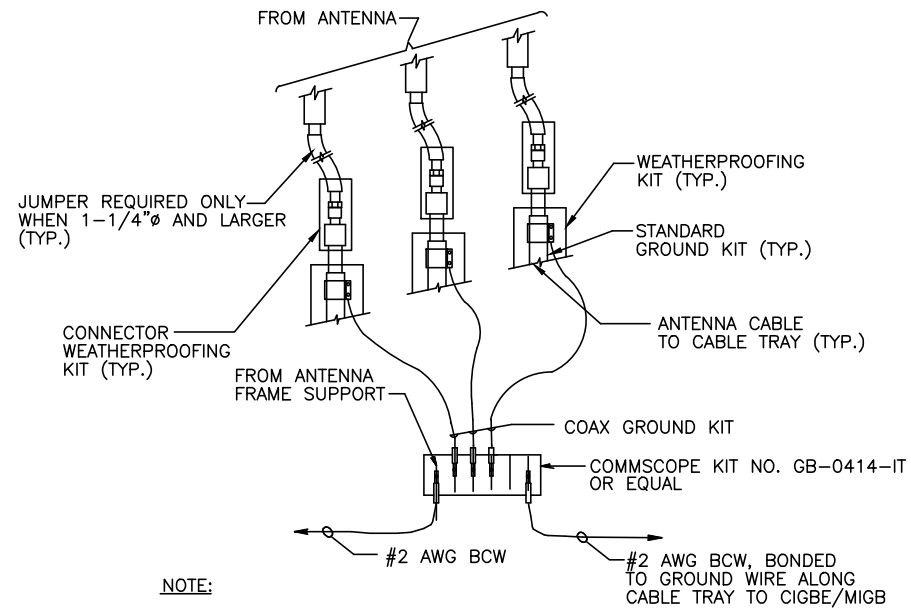 FROM ANTENNA
JUMPER REQUIRED ONLY
WHEN 1-1/4"ø AND LARGER
(TYP.)
WEATHERPROOFING
KIT (TYP.)
STANDARD
GROUND KIT (TYP.)
CONNECTOR
WEATHERPROOFING
KIT (TYP.)
ANTENNA CABLE
TO CABLE TRAY (TYP.)
FROM ANTENNA
FRAME SUPPORT
COAX GROUND KIT
COMMSCOPE KIT NO. GB-0414-IT
OR EQUAL
#2 AWG BCW
#2 AWG BCW, BONDED
TO GROUND WIRE ALONG
CABLE TRAY TO CIGBE/MIGB
NOTE: